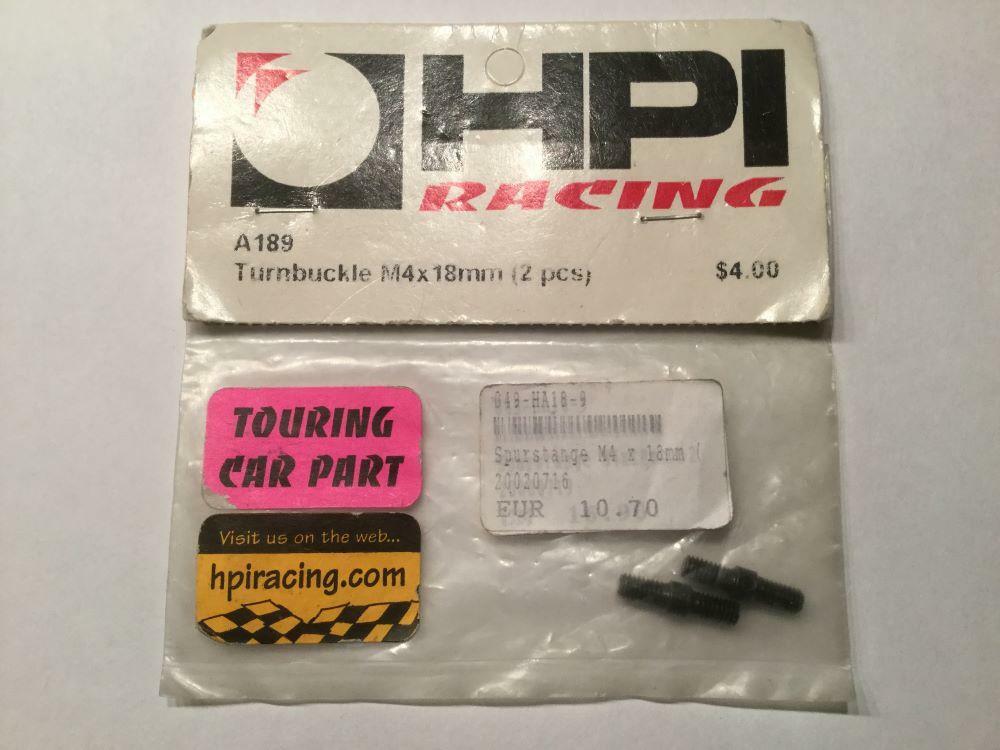 HPI
RACING
A189
Turnbuckle M4x18mm (2 pcs)
$4.00
TOURING
CAR PART
Visit us on the web...
hpiracing.com
049-HA18-9
Spurstange M4 x 18mm (
20020716
EUR 10.70